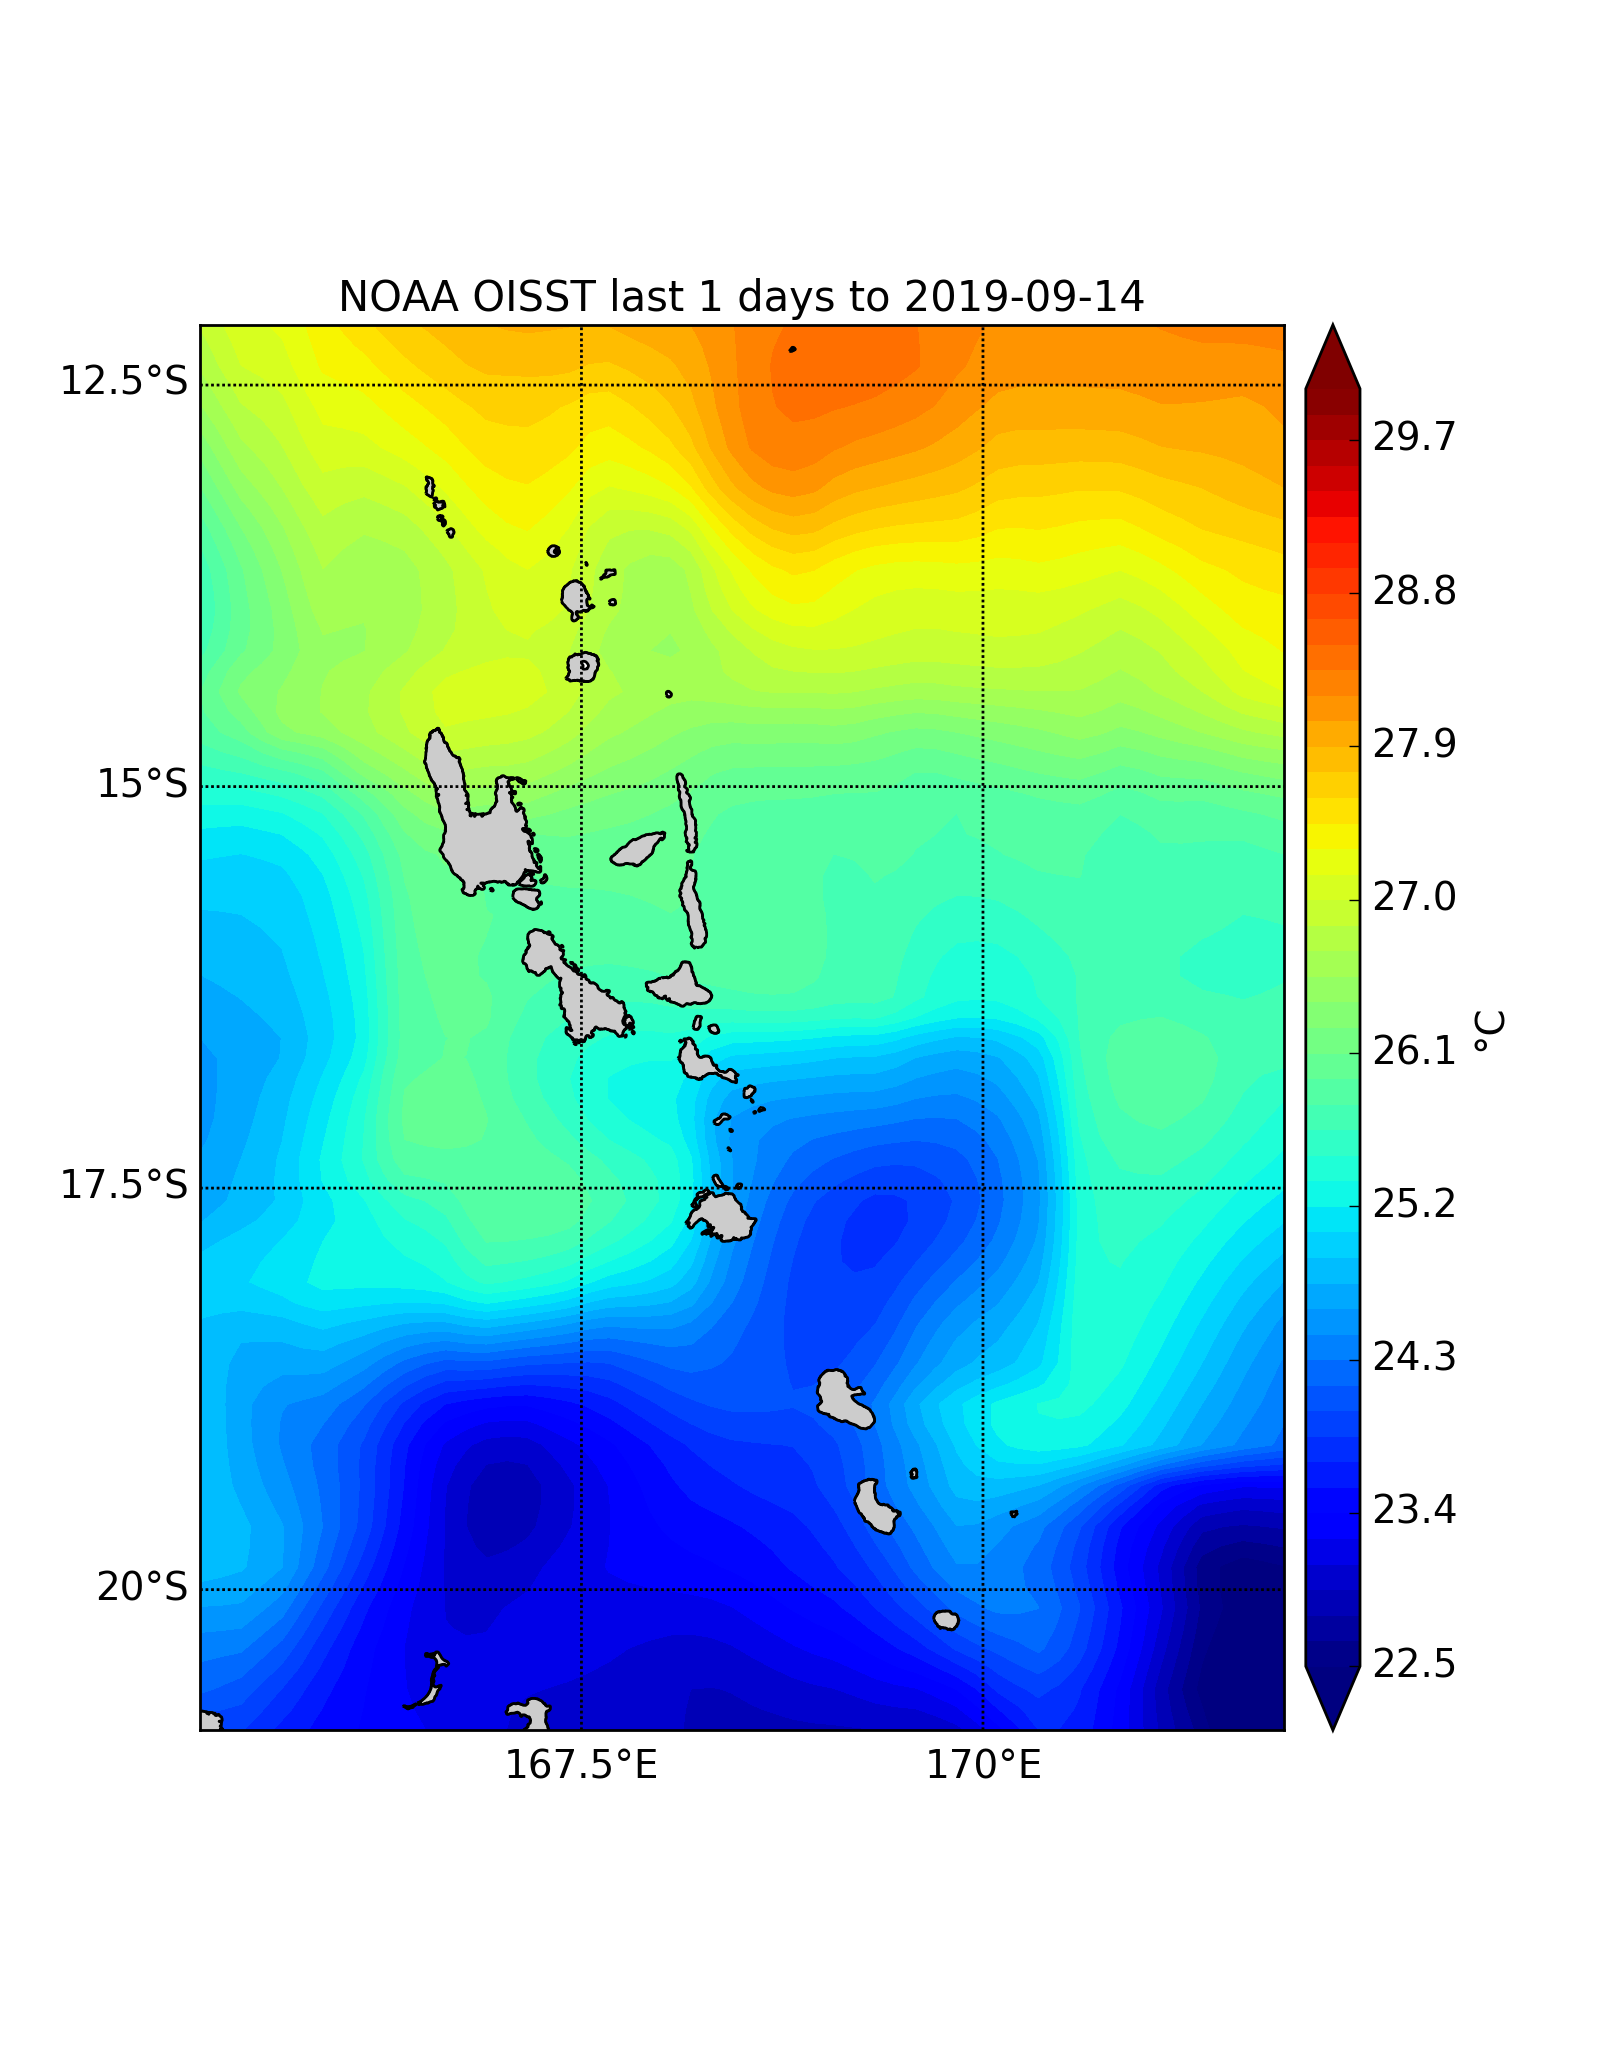 NOAA OISST last 1 days to 2019-09-14
12.5°S
15°S
17.5°S
20°S
167.5°E
170°E
29.7
28.8
27.9
27.0
26.1
25.2
24.3
23.4
22.5
°C